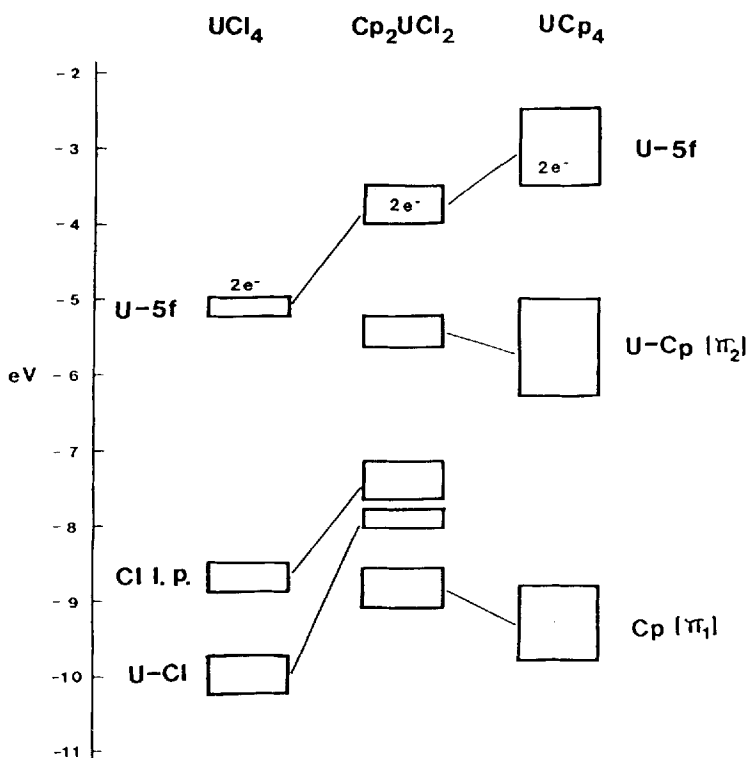 UCl₄ Cp₂UCl₂ UCp₄
-2
-3
U-5f
2e⁻
2e⁻
-4
2e⁻
-5
U-5f
U-Cp [π₂]
eV
-6
-7
-8
Cl l.p.
-9
Cp [π₁]
U-Cl
-10
-11